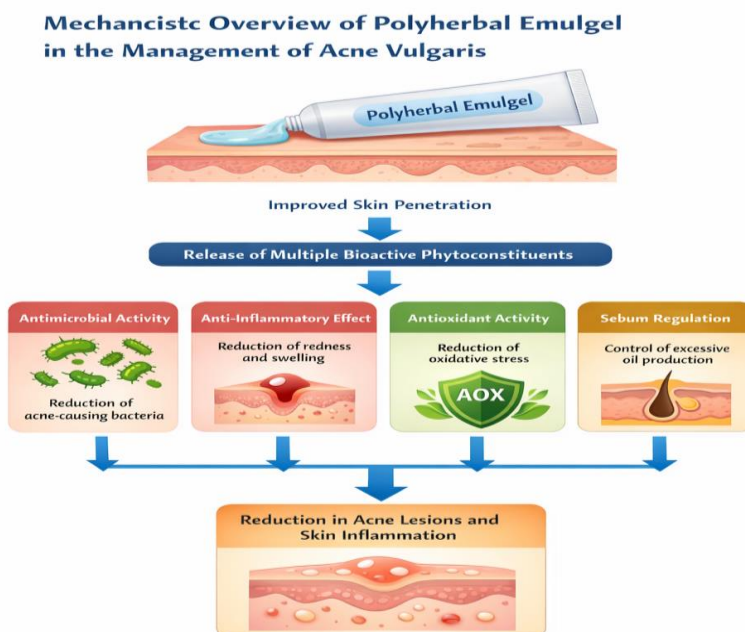 Mechancistc Overview of Polyherbal Emulgel
in the Management of Acne Vulgaris
Polyherbal Emulgel
Improved Skin Penetration
Release of Multiple Bioactive Phytoconstituents
Antimicrobial Activity
Reduction of
acne-causing bacteria
Anti-Inflammatory Effect
Reduction of redness
and swelling
Antioxidant Activity
Reduction of
oxidative stress
AOX
Sebum Regulation
Control of excessive
oil production
Reduction in Acne Lesions and
Skin Inflammation